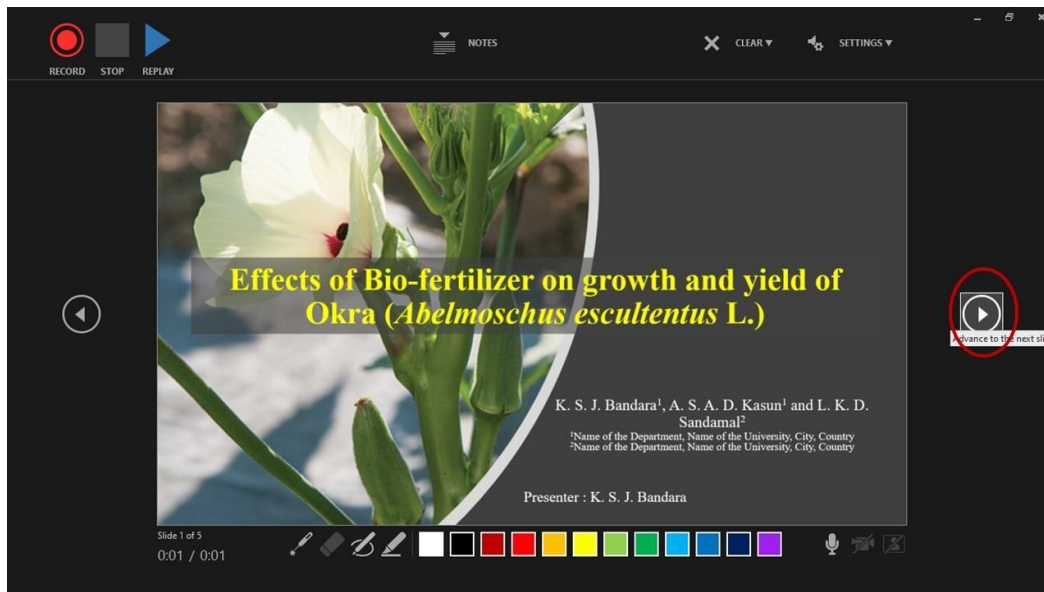 NOTES
CLEAR
SETTINGS
RECORD STOP REPLAY
Effects of Bio-fertilizer on growth and yield of
Okra (Abelmoschus escultentus L.)
Advance to the next sli
K. S. J. Bandara¹, A. S. A. D. Kasun¹ and L. K. D.
Sandamal²
¹Name of the Department, Name of the University, City, Country
²Name of the Department, Name of the University, City, Country
Presenter : K. S. J. Bandara
Slide 1 of 5
0:01 / 0:01